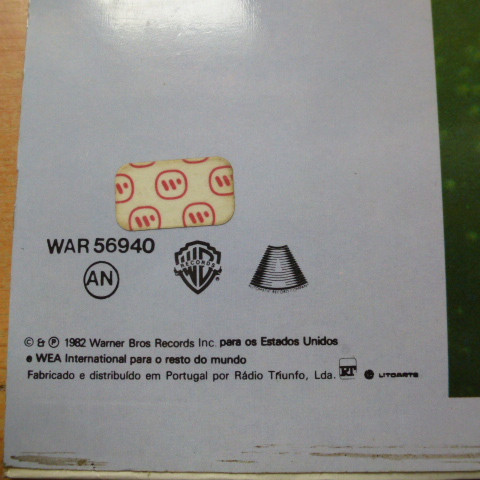 WAR 56940
AN
WB
RECORDS
© & ℗ 1982 Warner Bros Records Inc. para os Estados Unidos
e WEA International para o resto do mundo
Fabricado e distribuído em Portugal por Rádio Triunfo, Lda. RT LITOARTE